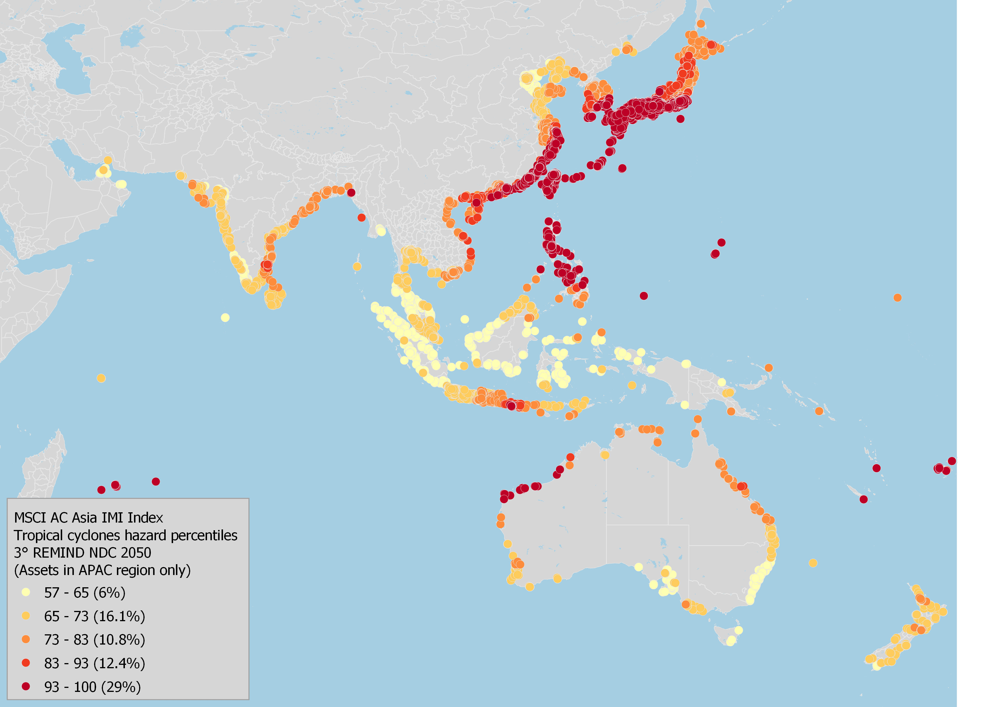 MSCI AC Asia IMI Index
Tropical cyclones hazard percentiles
3° REMIND NDC 2050
(Assets in APAC region only)
57 - 65 (6%)
65 - 73 (16.1%)
73 - 83 (10.8%)
83 - 93 (12.4%)
93 - 100 (29%)